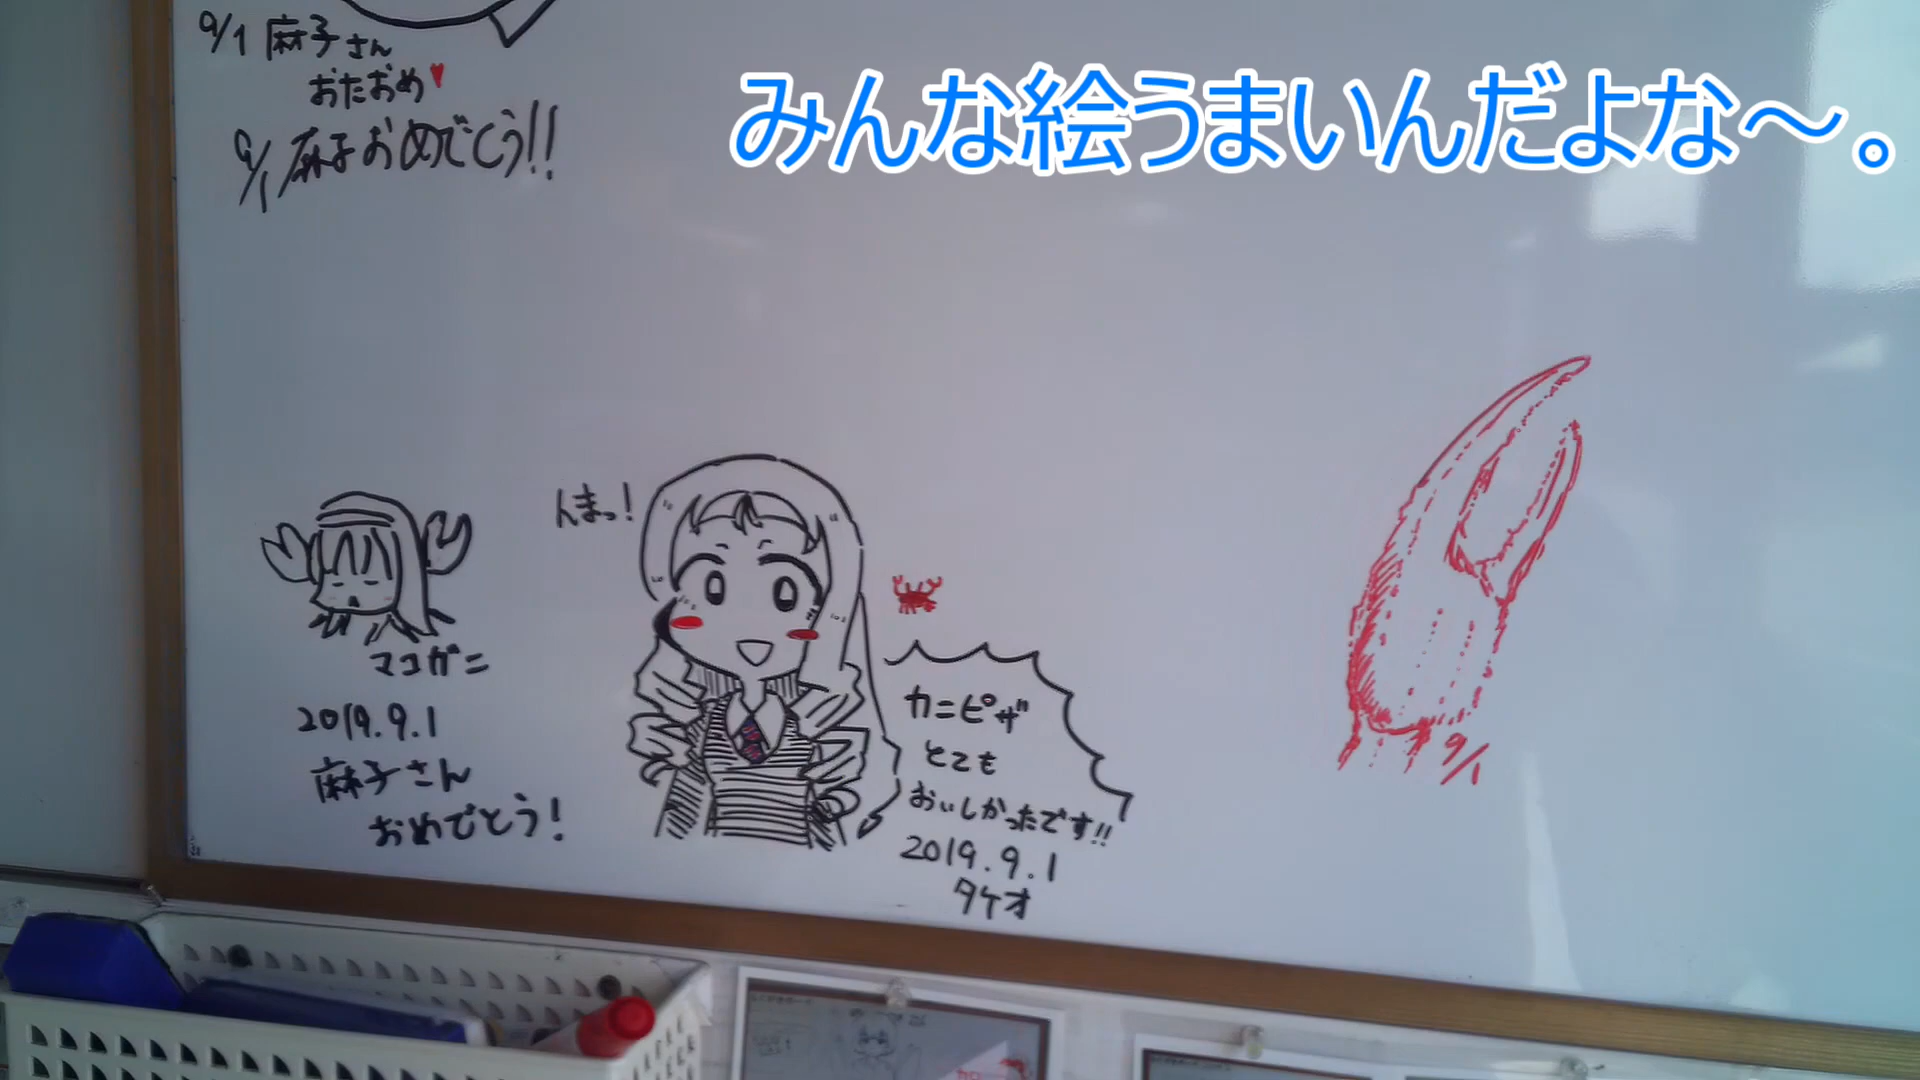 みんな絵うまいんだよな～。
9/1 麻子さん
おたおめ♥
9/1 麻子おめでとう!!
んまっ!
マコガニ
2019.9.1
麻子さん
おめでとう!
カニピザ
とても
おいしかったです!!
2019.9.1
タケオ
9/1